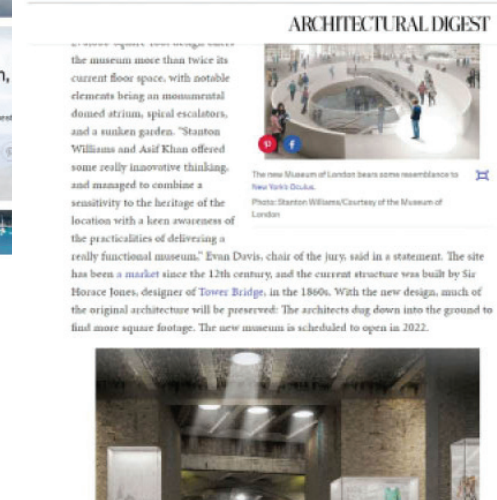 ARCHITECTURAL DIGEST
the museum more than twice its
current floor space, with notable
elements being an monumental
domed atrium, spiral escalators,
and a sunken garden. "Stanton
Williams and Asif Khan offered
some really innovative thinking,
and managed to combine a
sensitivity to the heritage of the
location with a keen awareness of
the practicalities of delivering a
really functional museum," Evan Davis, chair of the jury, said in a statement. The site
has been a market since the 12th century, and the current structure was built by Sir
Horace Jones, designer of Tower Bridge, in the 1860s. With the new design, much of
the original architecture will be preserved: The architects dug down into the ground to
find more square footage. The new museum is scheduled to open in 2022.
The new Museum of London bears some resemblance to
New York's Oculus.
Photo: Stanton Williams/Courtesy of the Museum of
London